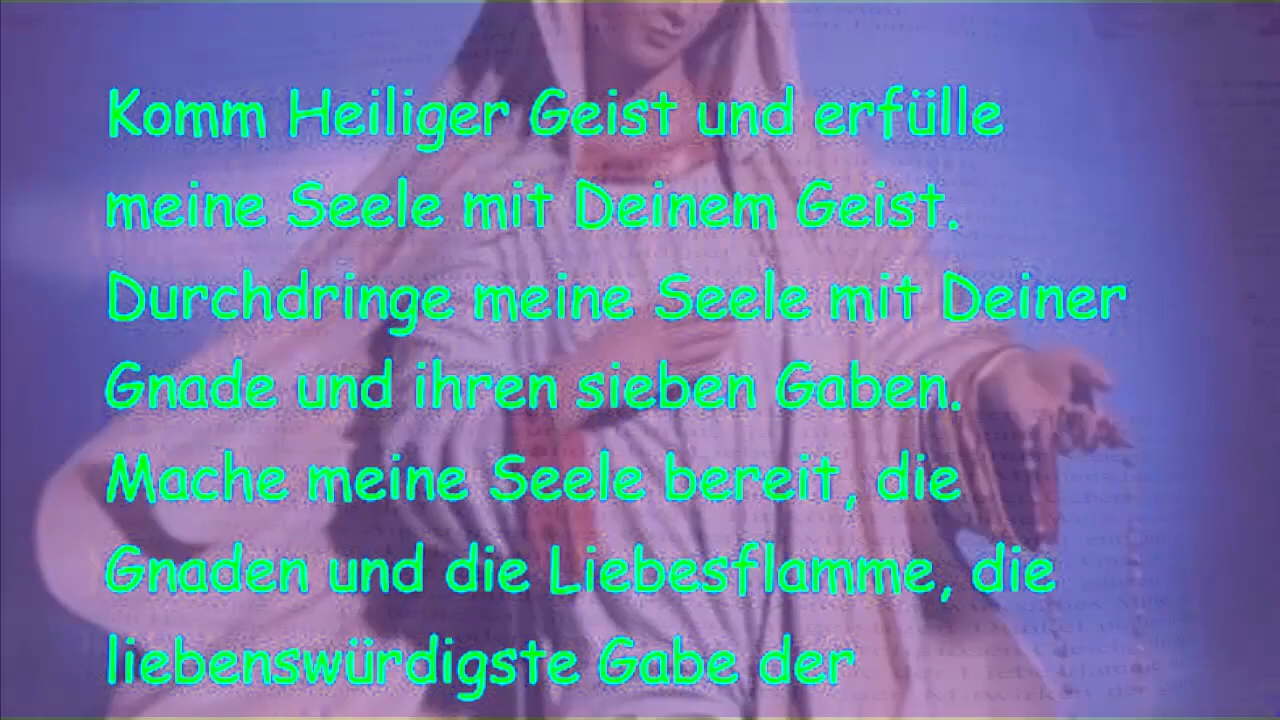 Komm Heiliger Geist und erfülle
meine Seele mit Deinem Geist.
Durchdringe meine Seele mit Deiner
Gnade und ihren sieben Gaben.
Mache meine Seele bereit, die
Gnaden und die Liebesflamme, die
liebenswürdigste Gabe der